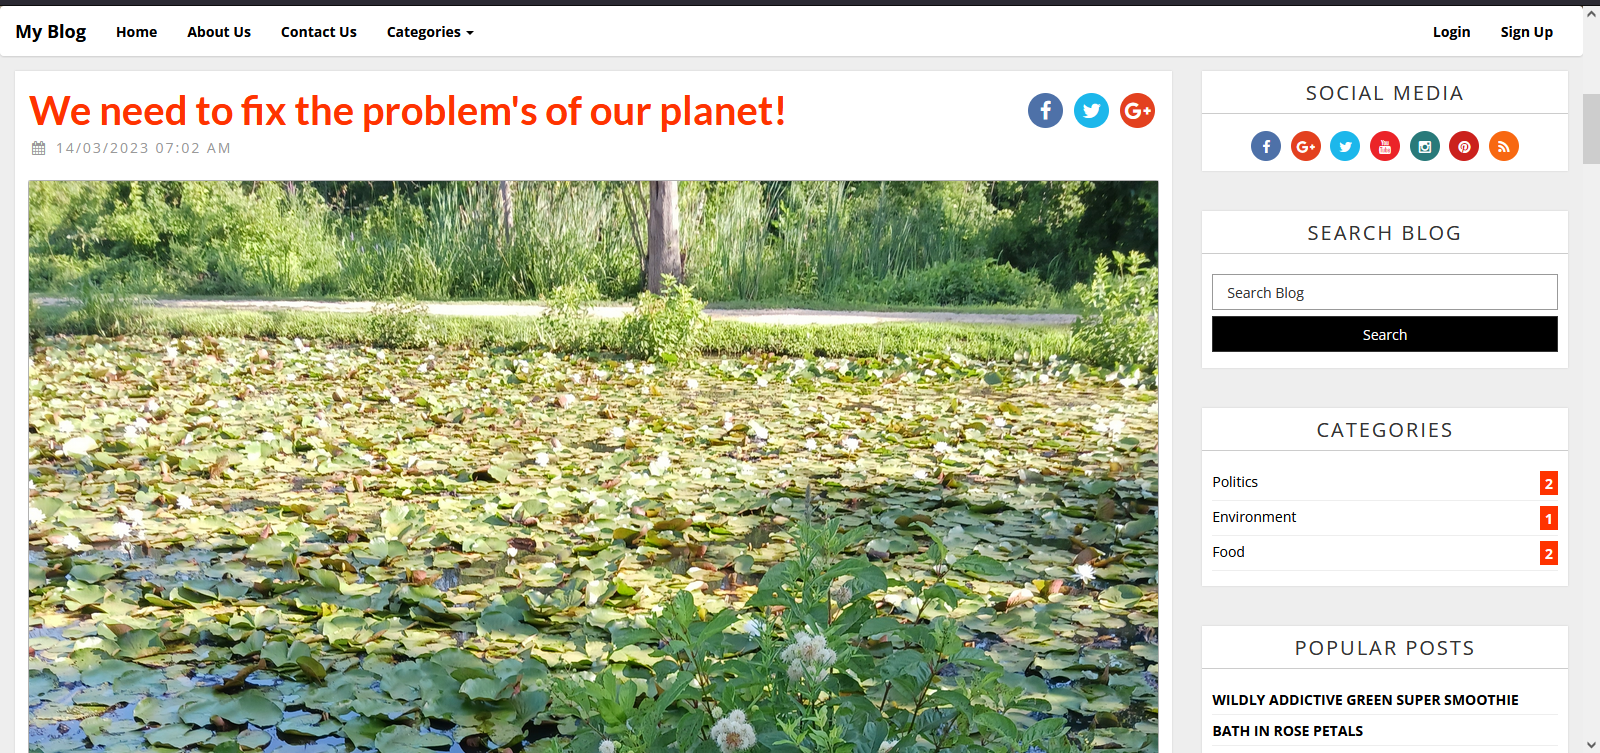 My Blog Home About Us Contact Us Categories Login Sign Up
We need to fix the problem's of our planet!
14/03/2023 07:02 AM
SOCIAL MEDIA
SEARCH BLOG
Search Blog
Search
CATEGORIES
Politics 2
Environment 1
Food 2
POPULAR POSTS
WILDLY ADDICTIVE GREEN SUPER SMOOTHIE
BATH IN ROSE PETALS